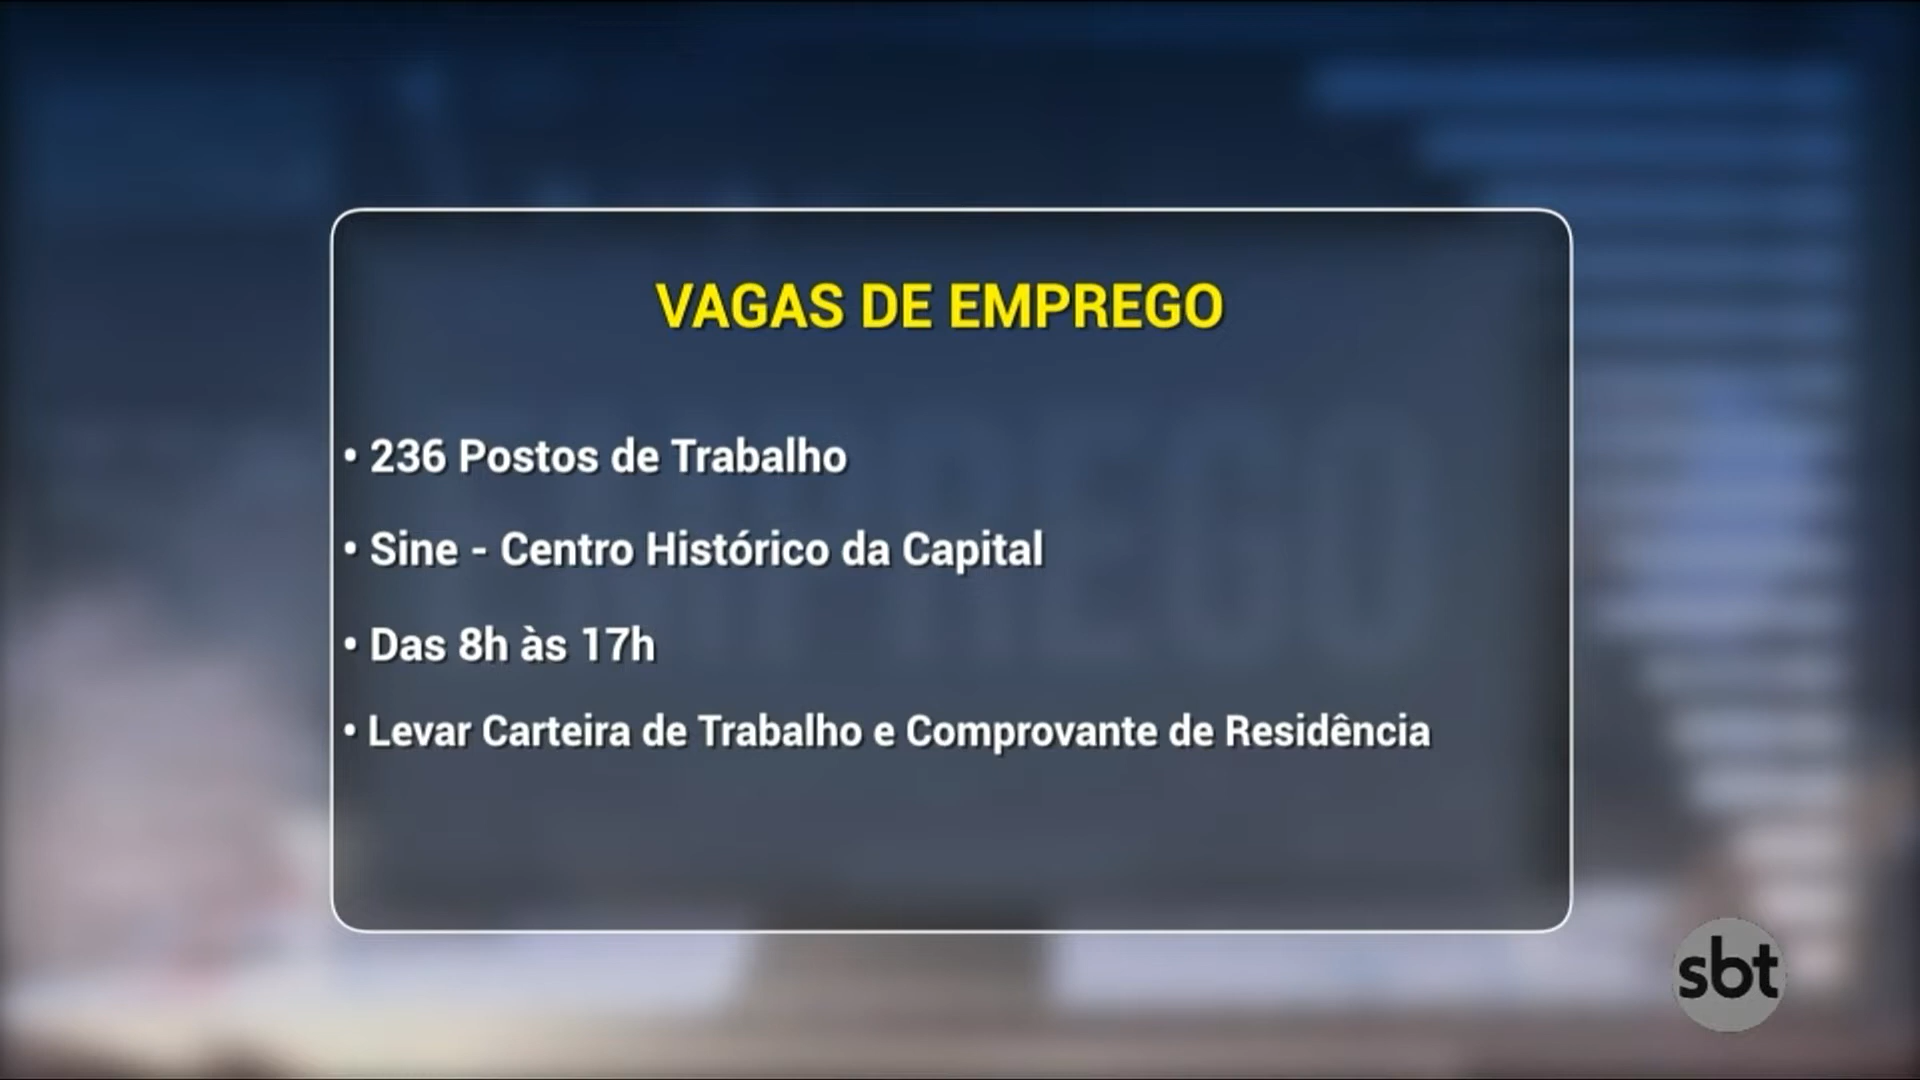 VAGAS DE EMPREGO
• 236 Postos de Trabalho
• Sine - Centro Histórico da Capital
• Das 8h às 17h
• Levar Carteira de Trabalho e Comprovante de Residência
EMPREGO
sbt